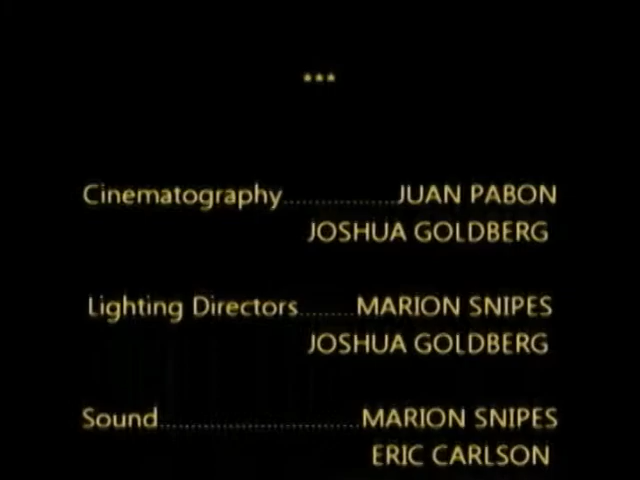 ***
Cinematography..................JUAN PABON
JOSHUA GOLDBERG
Lighting Directors.........MARION SNIPES
JOSHUA GOLDBERG
Sound.............................MARION SNIPES
ERIC CARLSON